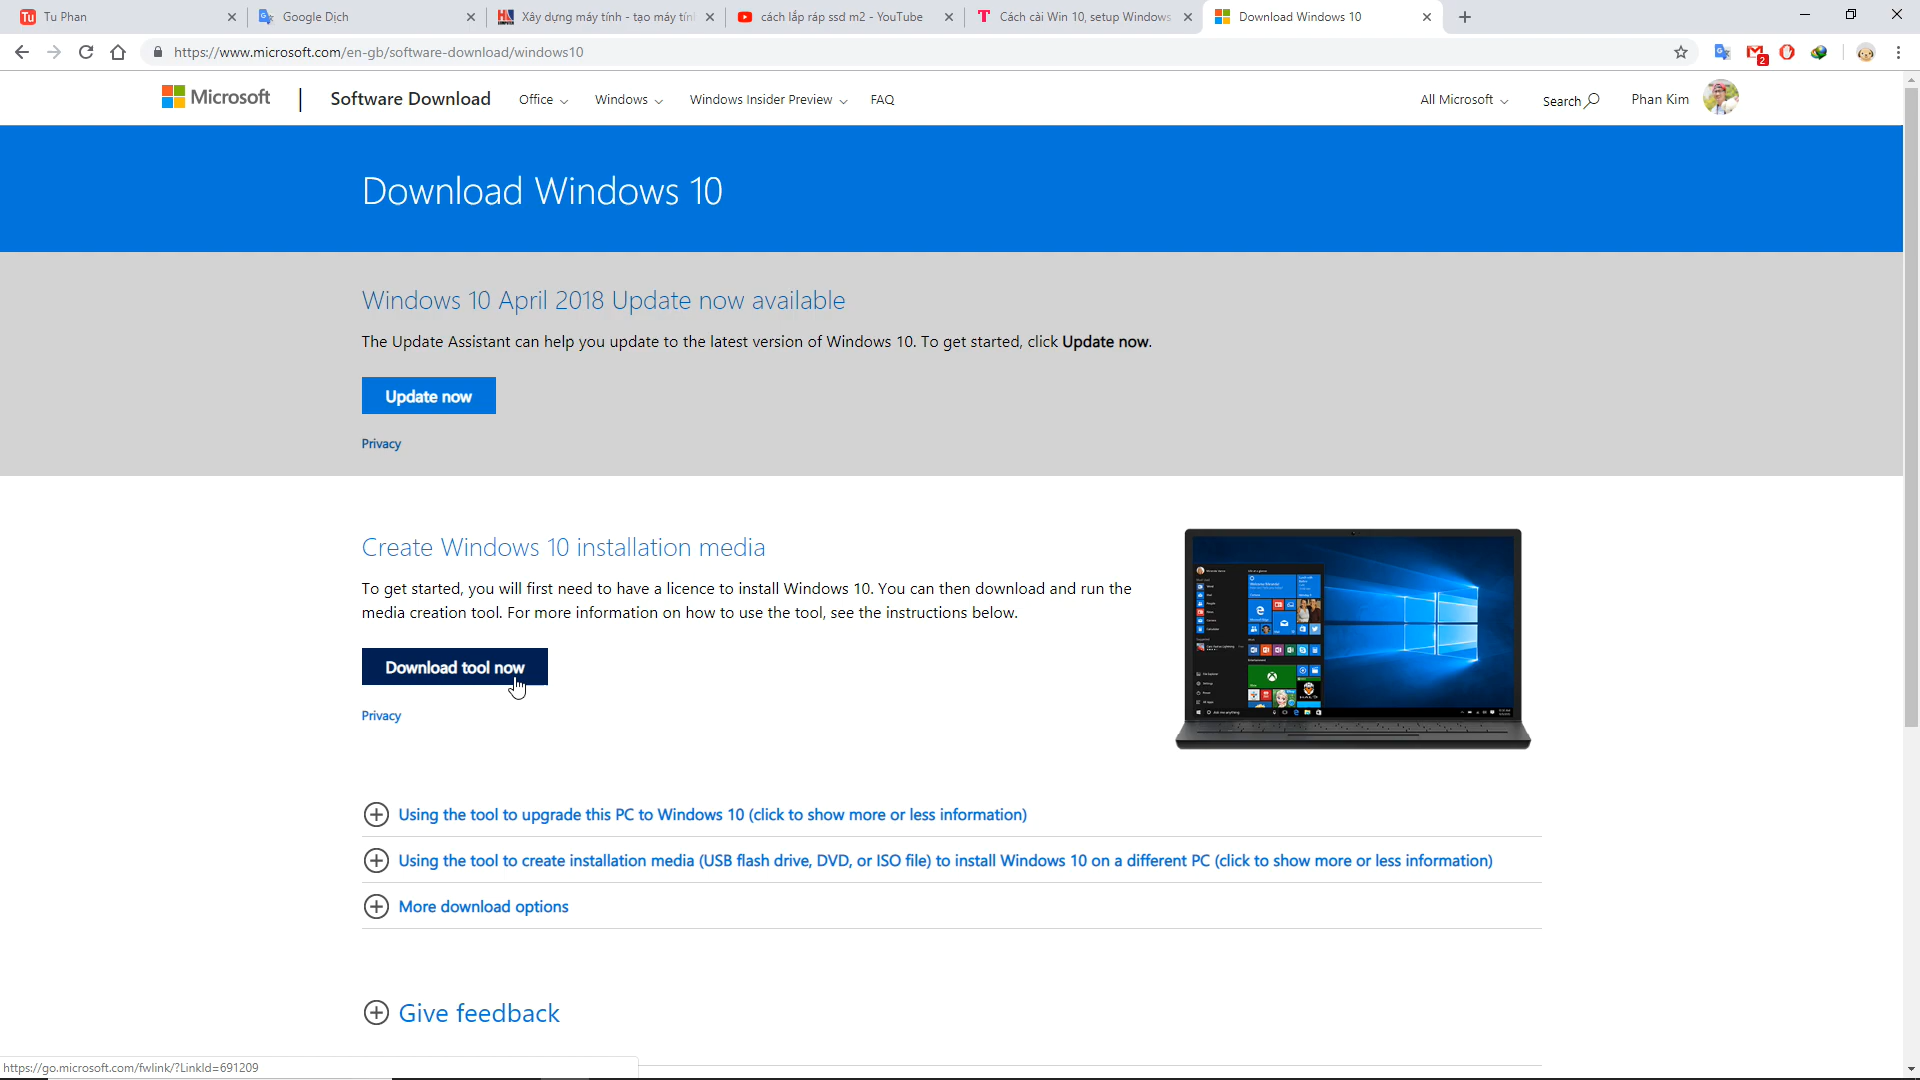 Tu Phan
Google Dịch
Xây dựng máy tính - tạo máy tín
cách lắp ráp ssd m2 - YouTube
Cách cài Win 10, setup Windows
Download Windows 10
https://www.microsoft.com/en-gb/software-download/windows10
2
Microsoft
Software Download
Office
Windows
Windows Insider Preview
FAQ
All Microsoft
Search
Phan Kim
Download Windows 10
Windows 10 April 2018 Update now available
The Update Assistant can help you update to the latest version of Windows 10. To get started, click Update now.
Update now
Privacy
Create Windows 10 installation media
To get started, you will first need to have a licence to install Windows 10. You can then download and run the
media creation tool. For more information on how to use the tool, see the instructions below.
Download tool now
Privacy
Using the tool to upgrade this PC to Windows 10 (click to show more or less information)
Using the tool to create installation media (USB flash drive, DVD, or ISO file) to install Windows 10 on a different PC (click to show more or less information)
More download options
Give feedback
https://go.microsoft.com/fwlink/?LinkId=691209